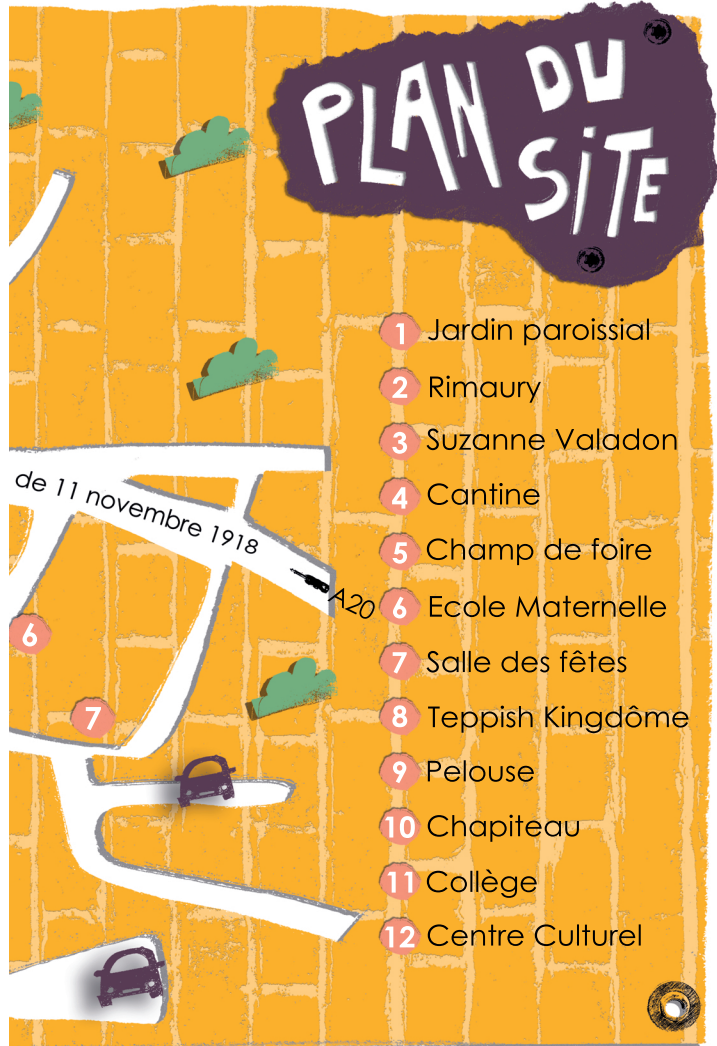 PLAN DU
SiTE
1 Jardin paroissial
2 Rimaury
3 Suzanne Valadon
4 Cantine
5 Champ de foire
6 Ecole Maternelle
7 Salle des fêtes
8 Teppish Kingdôme
9 Pelouse
10 Chapiteau
11 Collège
12 Centre Culturel
de 11 novembre 1918
A20
6
7